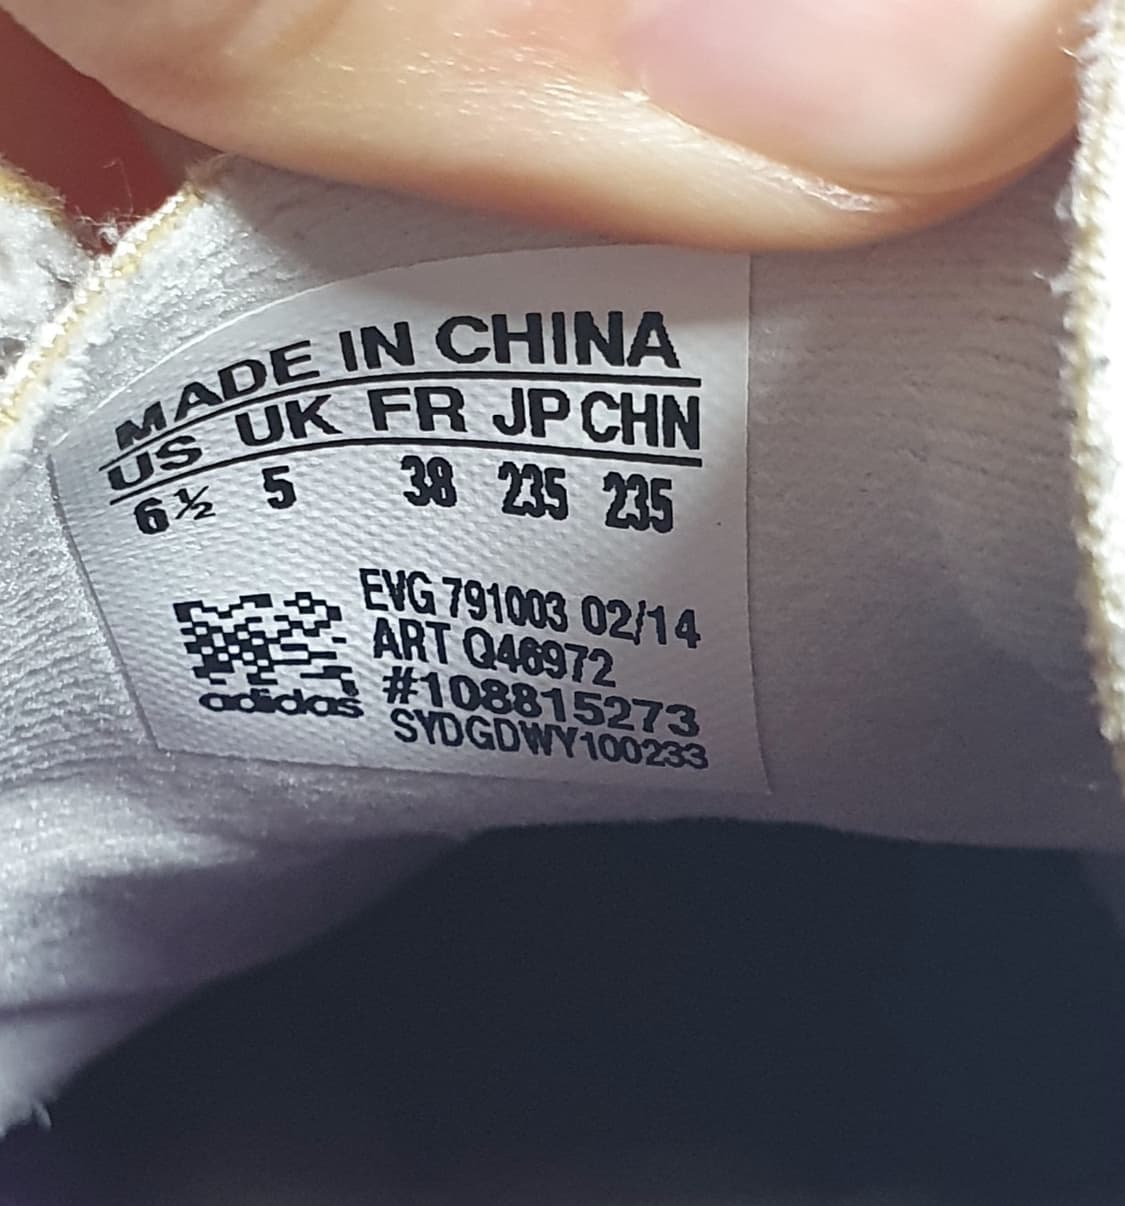 MADE IN CHINA
US UK FR JP CHN
6½ 5 38 235 235
EVG 791003 02/14
ART Q46972
#108815273
SYDGDWY100233
adidas